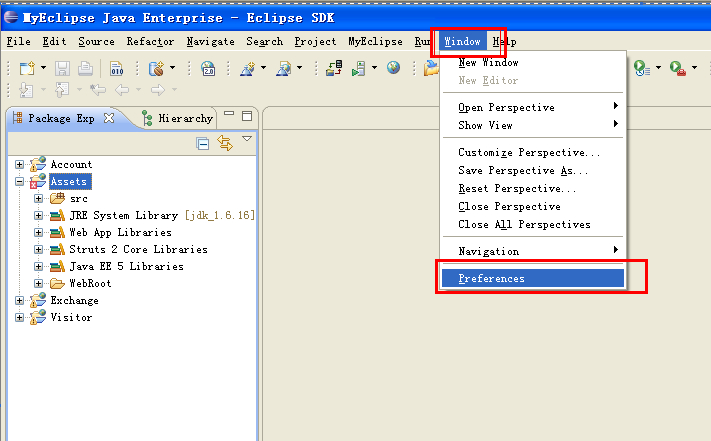 MyEclipse Java Enterprise - Eclipse SDK
File Edit Source Refactor Navigate Search Project MyEclipse Run Window Help
010
2.0
Package Exp
Hierarchy
Account
Assets
src
JRE System Library [jdk_1.6.16]
Web App Libraries
Struts 2 Core Libraries
Java EE 5 Libraries
WebRoot
Exchange
Visitor
New Window
New Editor
Open Perspective
Show View
Customize Perspective...
Save Perspective As...
Reset Perspective...
Close Perspective
Close All Perspectives
Navigation
Preferences